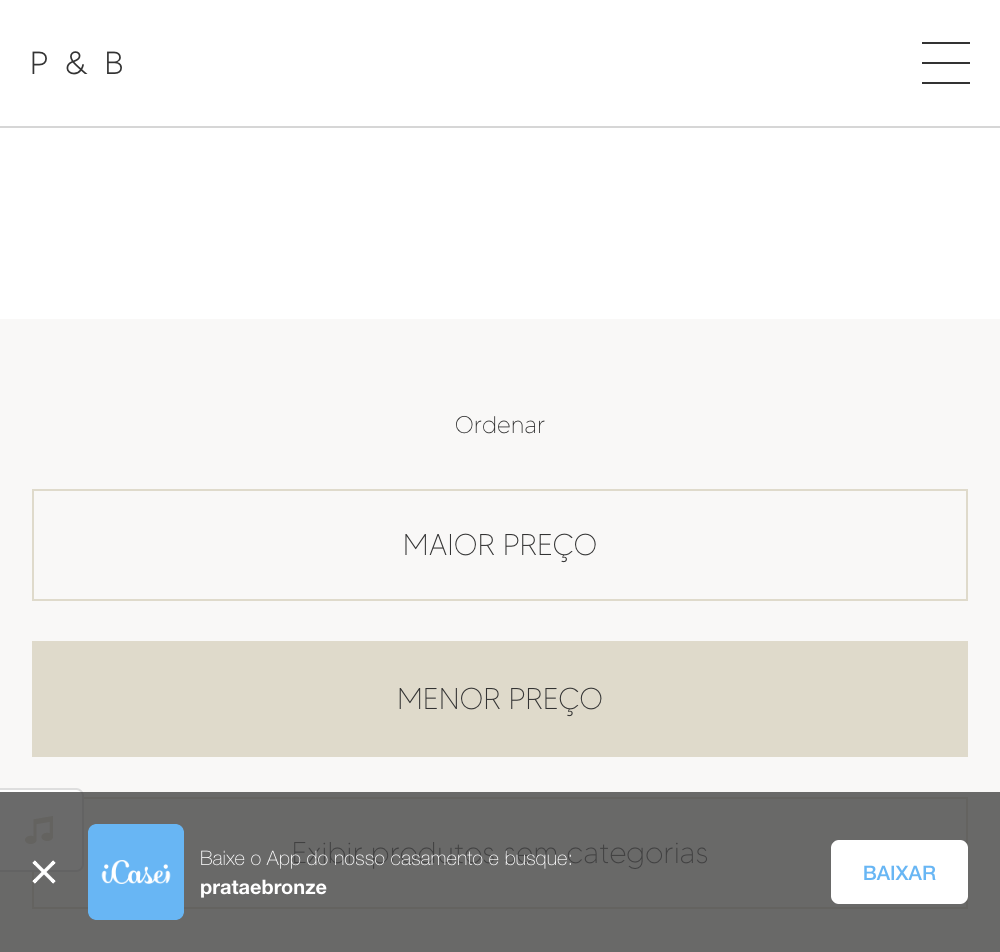 P & B
Ordenar
MAIOR PREÇO
MENOR PREÇO
Exibir produtos sem categorias
iCasei
Baixe o App do nosso casamento e busque:
prataebronze
BAIXAR